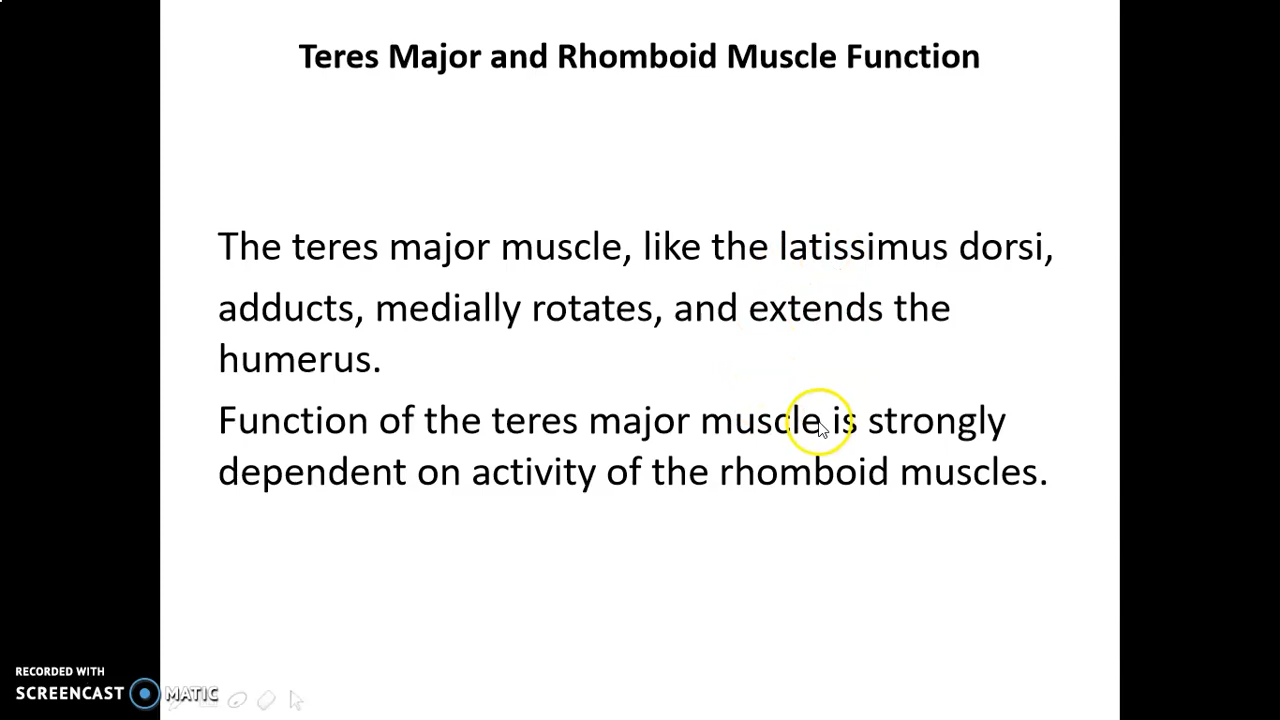 Teres Major and Rhomboid Muscle Function
The teres major muscle, like the latissimus dorsi,
adducts, medially rotates, and extends the
humerus.
Function of the teres major muscle is strongly
dependent on activity of the rhomboid muscles.
RECORDED WITH
SCREENCAST MATIC